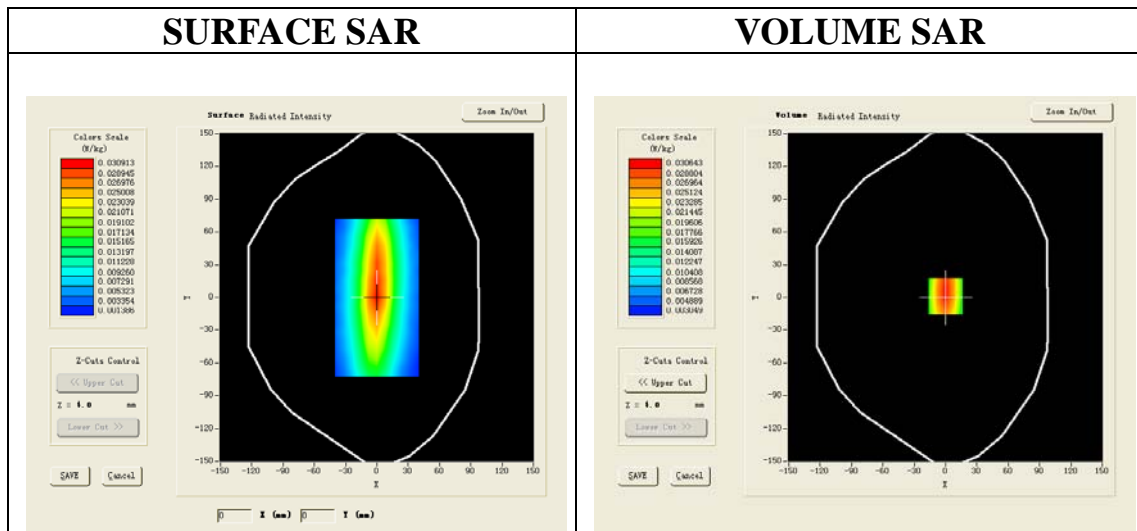 SURFACE SAR
VOLUME SAR
Surface Radiated Intensity
Zoom In/Out
Colors Scale
(W/kg)
0.030913
0.028945
0.026976
0.025008
0.023039
0.021071
0.019102
0.017134
0.015165
0.013197
0.011228
0.009260
0.007291
0.005323
0.003354
0.001386
150
120
90
60
30
0
-30
-60
-90
-120
-150
Y
-150 -120 -90 -60 -30 0 30 60 90 120 150
X
Z-Cuts Control
<< Upper Cut
Z = 4.0 mm
Lower Cut >>
SAVE
Cancel
0 X (mm) 0 Y (mm)
Volume Radiated Intensity
Zoom In/Out
Colors Scale
(W/kg)
0.030643
0.028804
0.026964
0.025124
0.023285
0.021445
0.019606
0.017766
0.015926
0.014087
0.012247
0.010408
0.008568
0.006728
0.004889
0.003049
150
120
90
60
30
0
-30
-60
-90
-120
-150
Y
-150 -120 -90 -60 -30 0 30 60 90 120 150
X
Z-Cuts Control
<< Upper Cut
Z = 4.0 mm
Lower Cut >>
SAVE
Cancel